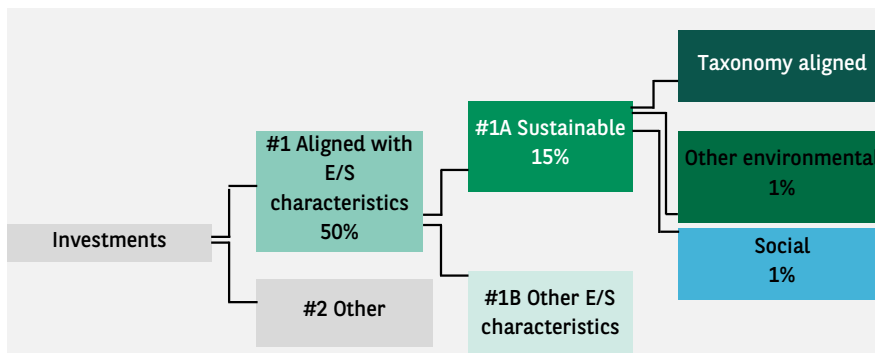 Investments
#1 Aligned with
E/S
characteristics
50%
#2 Other
#1A Sustainable
15%
#1B Other E/S
characteristics
Taxonomy aligned
Other environmental
1%
Social
1%